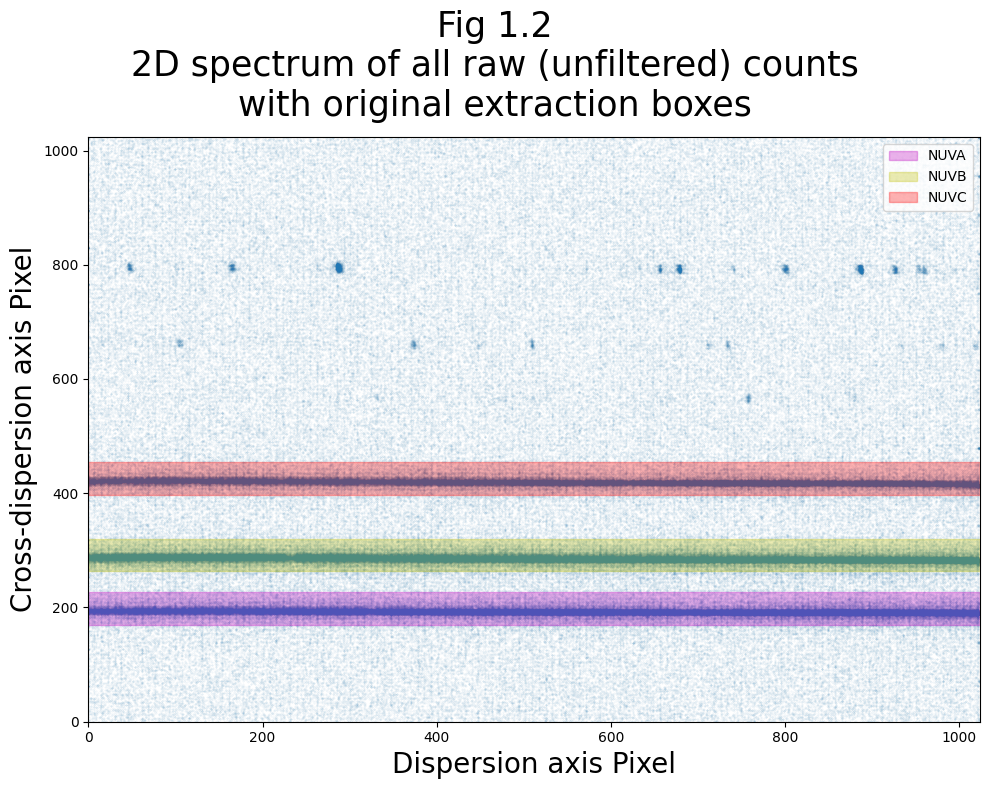 Fig 1.2
2D spectrum of all raw (unfiltered) counts
with original extraction boxes
NUVA
NUVB
NUVC
1000
800
600
400
200
0
0 200 400 600 800 1000
Cross-dispersion axis Pixel
Dispersion axis Pixel